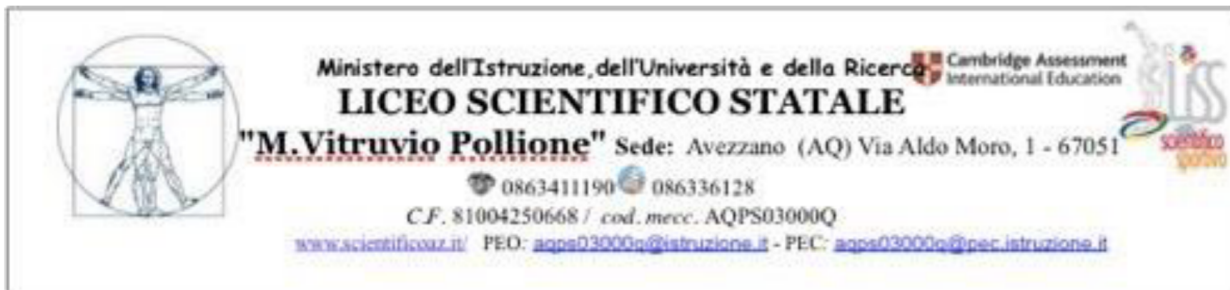 Ministero dell'Istruzione, dell'Università e della Ricerca
Cambridge Assessment
International Education
LICEO SCIENTIFICO STATALE
"M.Vitruvio Pollione" Sede: Avezzano (AQ) Via Aldo Moro, 1 - 67051
LiSS
scientifico
sportivo
0863411190 086336128
C.F. 81004250668 / cod. mecc. AQPS03000Q
www.scientificoaz.it/ PEO: aqps03000q@istruzione.it - PEC: aqps03000q@pec.istruzione.it